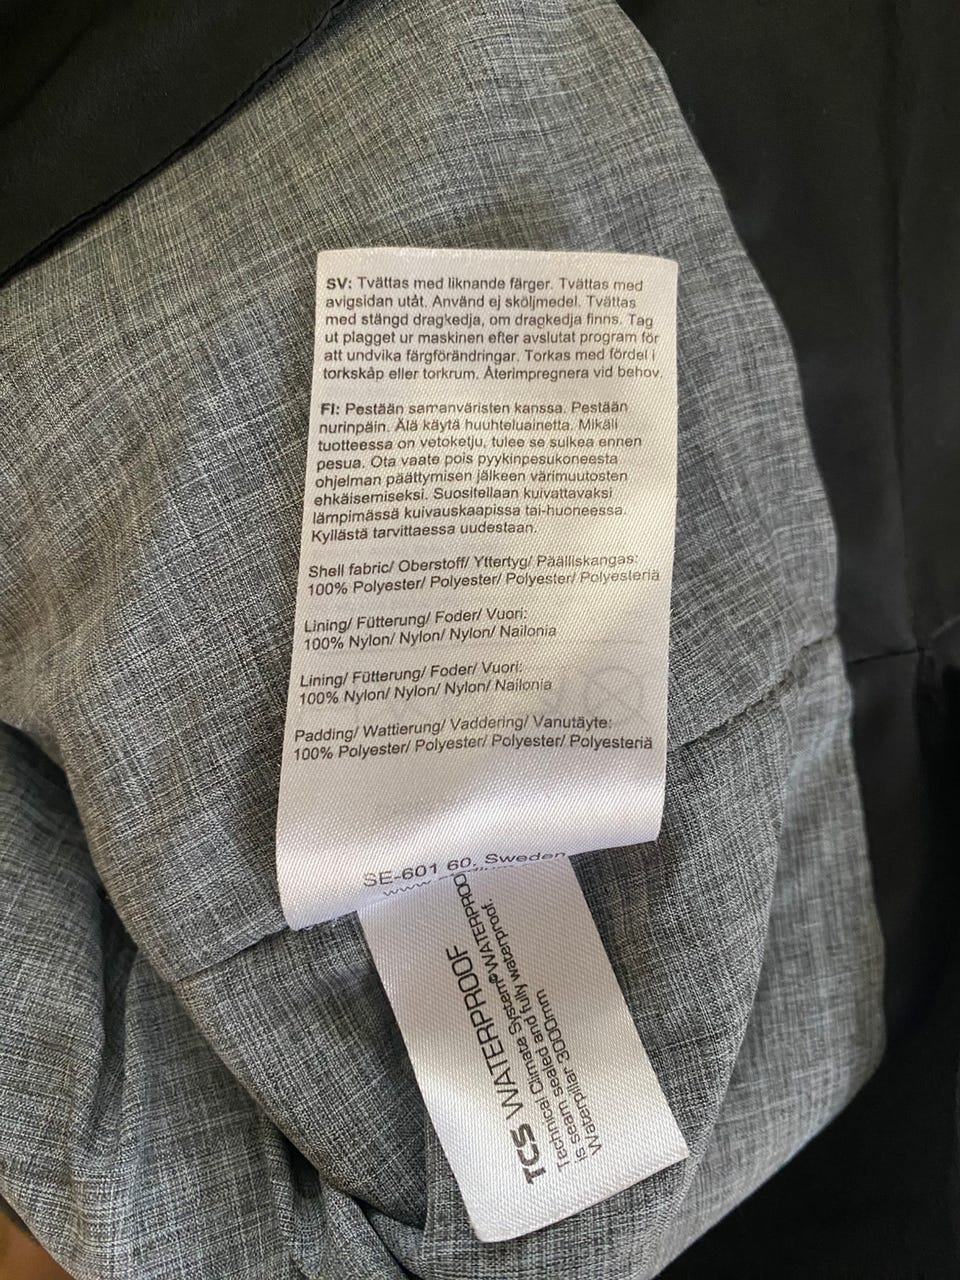 SV: Tvättas med liknande färger. Tvättas med
avigsidan utåt. Använd ej sköljmedel. Tvättas
med stängd dragkedja, om dragkedja finns. Tag
ut plagget ur maskinen efter avslutat program för
att undvika färgförändringar. Torkas med fördel i
torkskåp eller torkrum. Återimpregnera vid behov.
FI: Pestään samanväristen kanssa. Pestään
nurinpäin. Älä käytä huuhteluainetta. Mikäli
tuotteessa on vetoketju, tulee se sulkea ennen
pesua. Ota vaate pois pyykinpesukoneesta
ohjelman päättymisen jälkeen värimuutosten
ehkäisemiseksi. Suositellaan kuivattavaksi
lämpimässä kuivauskaapissa tai-huoneessa.
Kyllästä tarvittaessa uudestaan.
Shell fabric/ Oberstoff/ Yttertyg/ Päälliskangas:
100% Polyester/ Polyester/ Polyester/ Polyesteriä
Lining/ Fütterung/ Foder/ Vuori:
100% Nylon/ Nylon/ Nylon/ Nailonia
Lining/ Fütterung/ Foder/ Vuori:
100% Nylon/ Nylon/ Nylon/ Nailonia
Padding/ Wattierung/ Vaddering/ Vanutäyte:
100% Polyester/ Polyester/ Polyester/ Polyesteriä
SE-601 60. Sweden
TCS WATERPROOF
Technical Climate System® WATERPROOF
is seam sealed and fully waterproof.
Waterpillar 3000mm